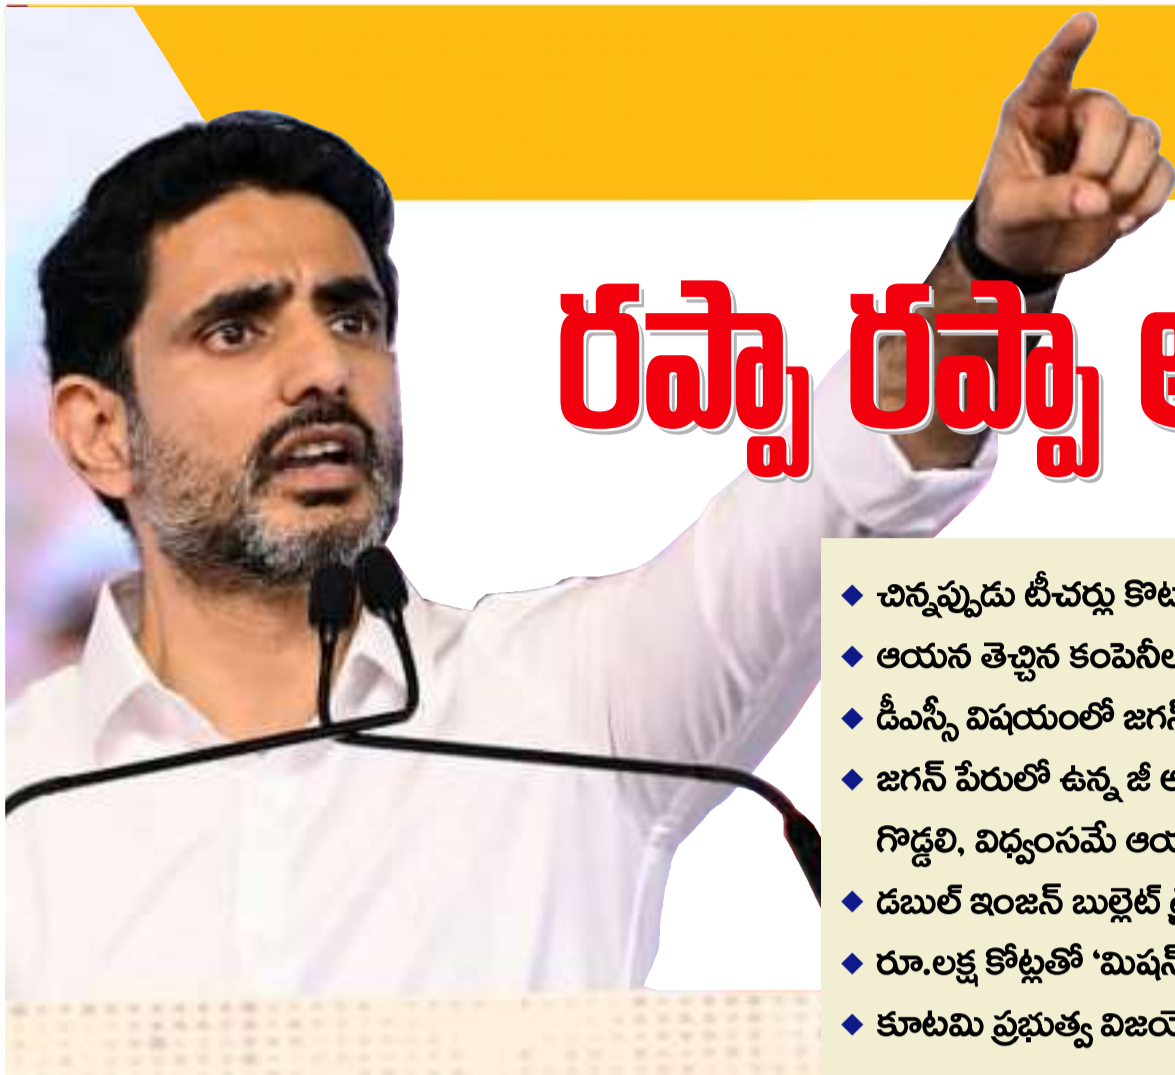 రప్పా రప్పా
◆ చిన్నప్పుడు టీచర్లు
◆ ఆయన తెచ్చిన
◆ డీఎస్సీ విషయంలో
◆ జగన్ పేరులో ఉన్న జీ
గొడ్డలి, విధ్వంసమే
◆ డబుల్ ఇంజన్ బుల్లెట్
◆ రూ.లక్ష కోట్లతో ‘మిషన్
◆ కూటమి ప్రభుత్వ